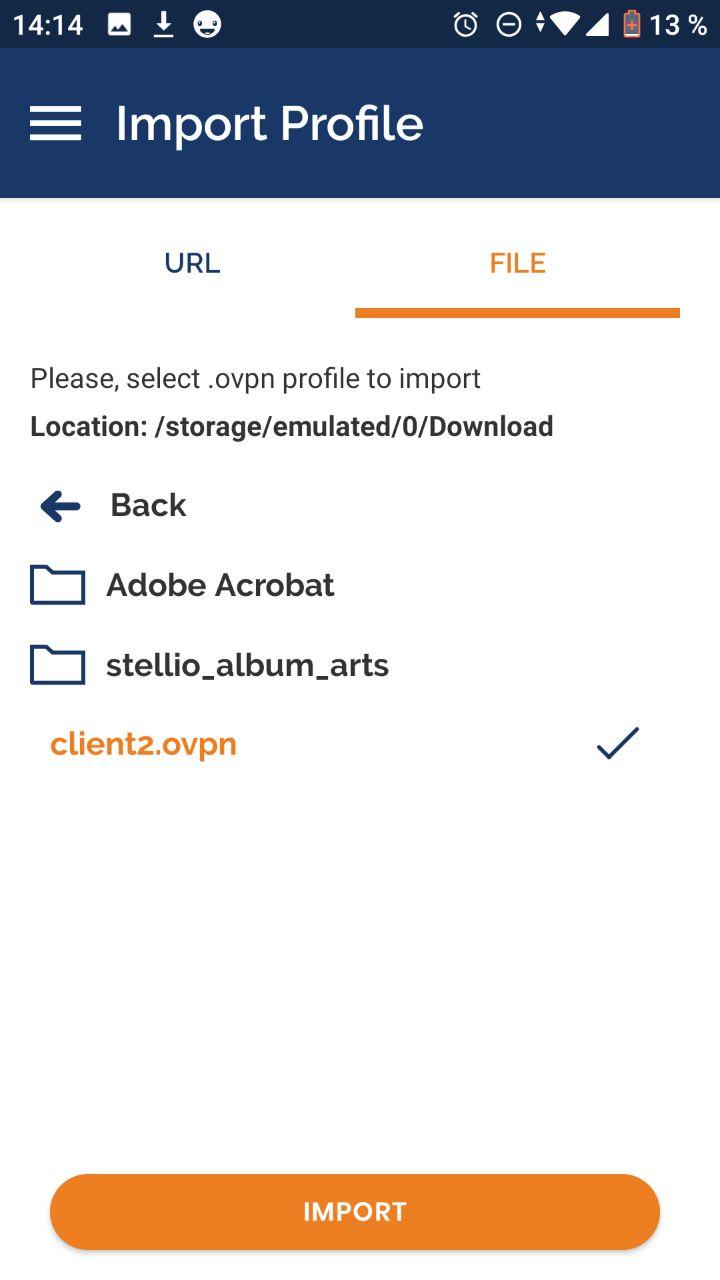 14:14
13 %
Import Profile
URL
FILE
Please, select .ovpn profile to import
Location: /storage/emulated/0/Download
Back
Adobe Acrobat
stellio_album_arts
client2.ovpn
IMPORT